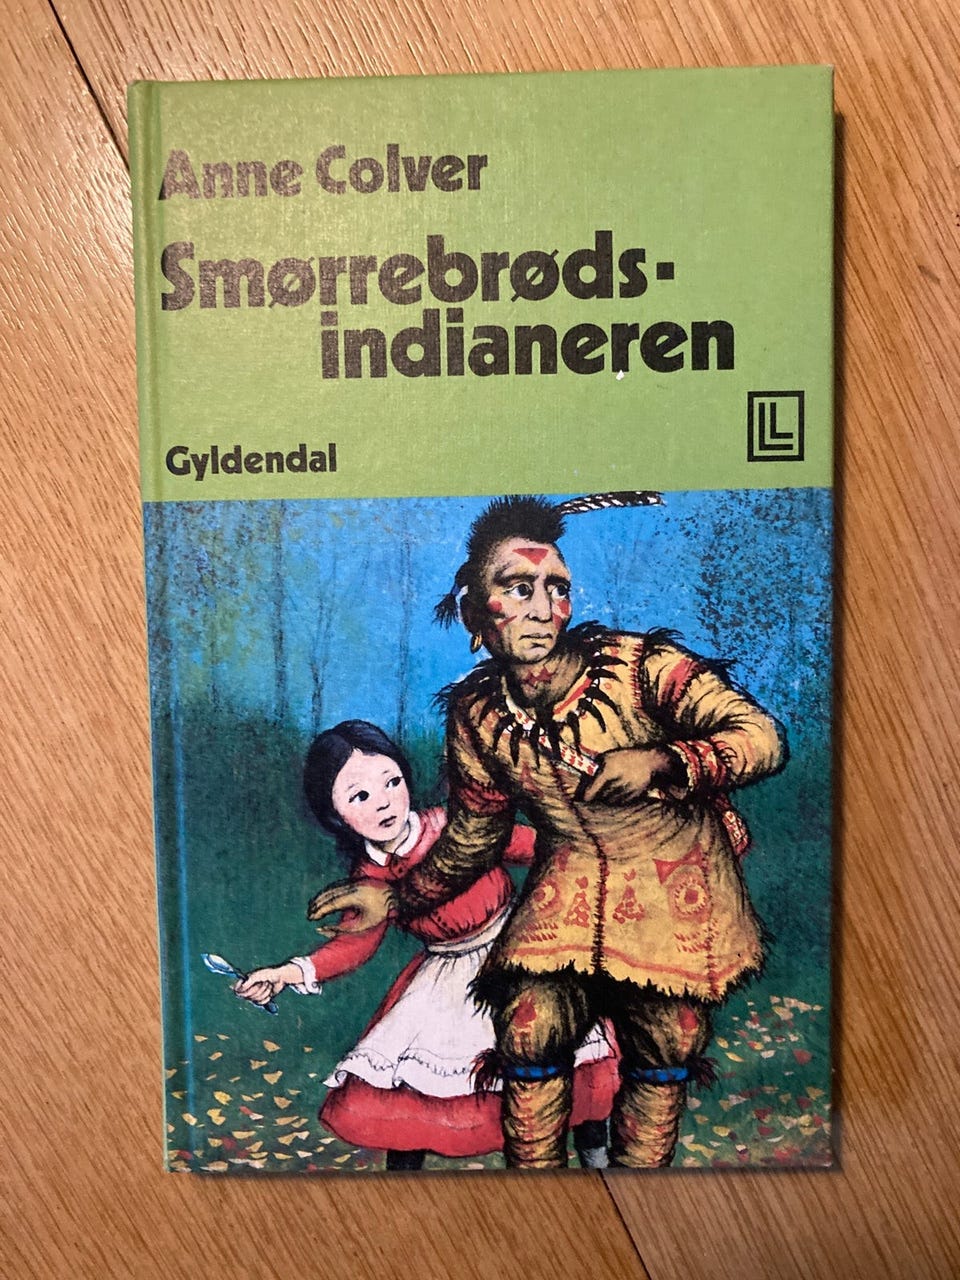 Anne Colver
Smørrebrøds-
indianeren
LL
Gyldendal